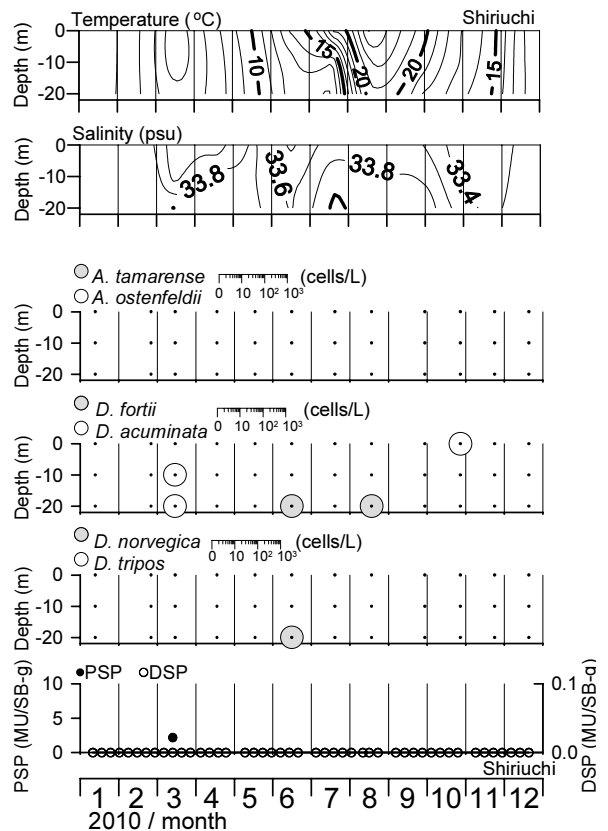 Temperature (°C) Shiriuchi
Depth (m)
0
-10
-20
10
15
20
20
15
Salinity (psu)
Depth (m)
0
-10
-20
33.8
33.6
33.8
33.4
A. tamarense 0 10 10² 10³ (cells/L)
A. ostenfeldii
Depth (m)
0
-10
-20
D. fortii 0 10 10² 10³ (cells/L)
D. acuminata
Depth (m)
0
-10
-20
D. norvegica 0 10 10² 10³ (cells/L)
D. tripos
Depth (m)
0
-10
-20
PSP DSP
PSP (MU/SB-g)
10
5
0
DSP (MU/SB-g)
0.1
0.0
Shiriuchi
1 2 3 4 5 6 7 8 9 10 11 12
2010 / month